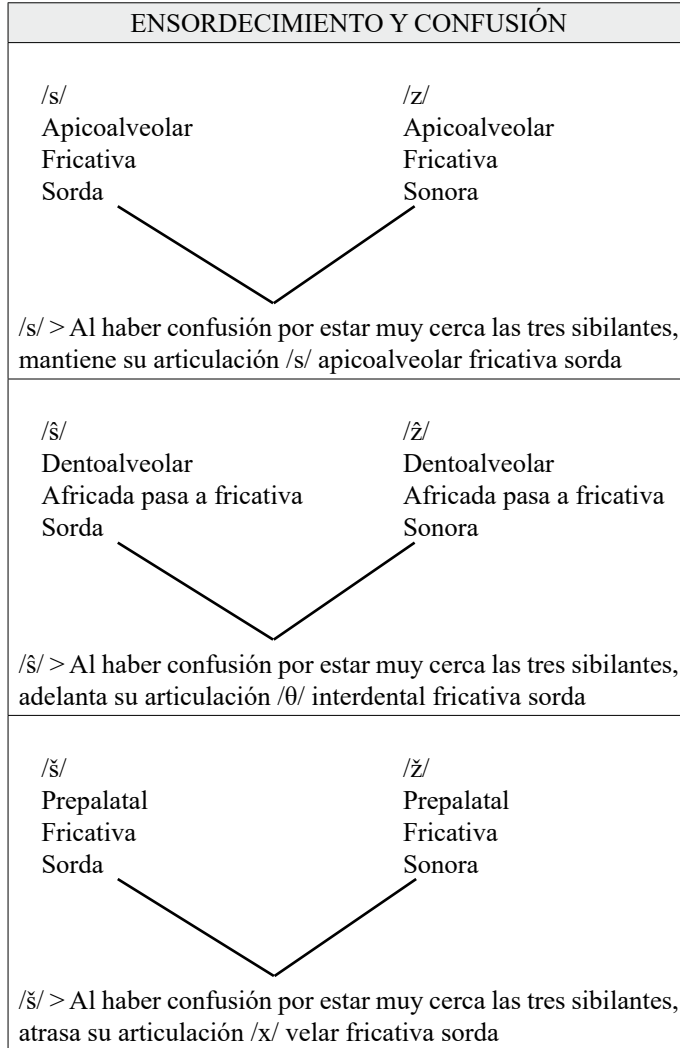 ENSORDECIMIENTO Y CONFUSIÓN
/s/ /z/
Apicoalveolar Apicoalveolar
Fricativa Fricativa
Sorda Sonora
/s/ > Al haber confusión por estar muy cerca las tres sibilantes,
mantiene su articulación /s/ apicoalveolar fricativa sorda
/ŝ/ /ẑ/
Dentoalveolar Dentoalveolar
Africada pasa a fricativa Africada pasa a fricativa
Sorda Sonora
/ŝ/ > Al haber confusión por estar muy cerca las tres sibilantes,
adelanta su articulación /θ/ interdental fricativa sorda
/š/ /ž/
Prepalatal Prepalatal
Fricativa Fricativa
Sorda Sonora
/š/ > Al haber confusión por estar muy cerca las tres sibilantes,
atrasa su articulación /x/ velar fricativa sorda